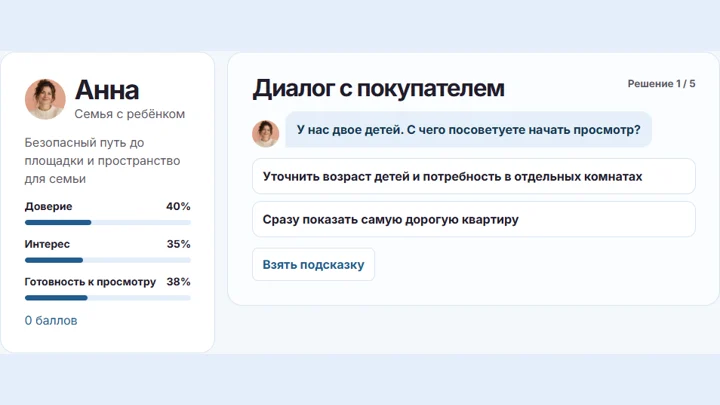 Анна
Семья с ребёнком
Безопасный путь до
площадки и пространство
для семьи
Доверие 40%
Интерес 35%
Готовность к просмотру 38%
0 баллов
Диалог с покупателем
Решение 1 / 5
У нас двое детей. С чего посоветуете начать просмотр?
Уточнить возраст детей и потребность в отдельных комнатах
Сразу показать самую дорогую квартиру
Взять подсказку